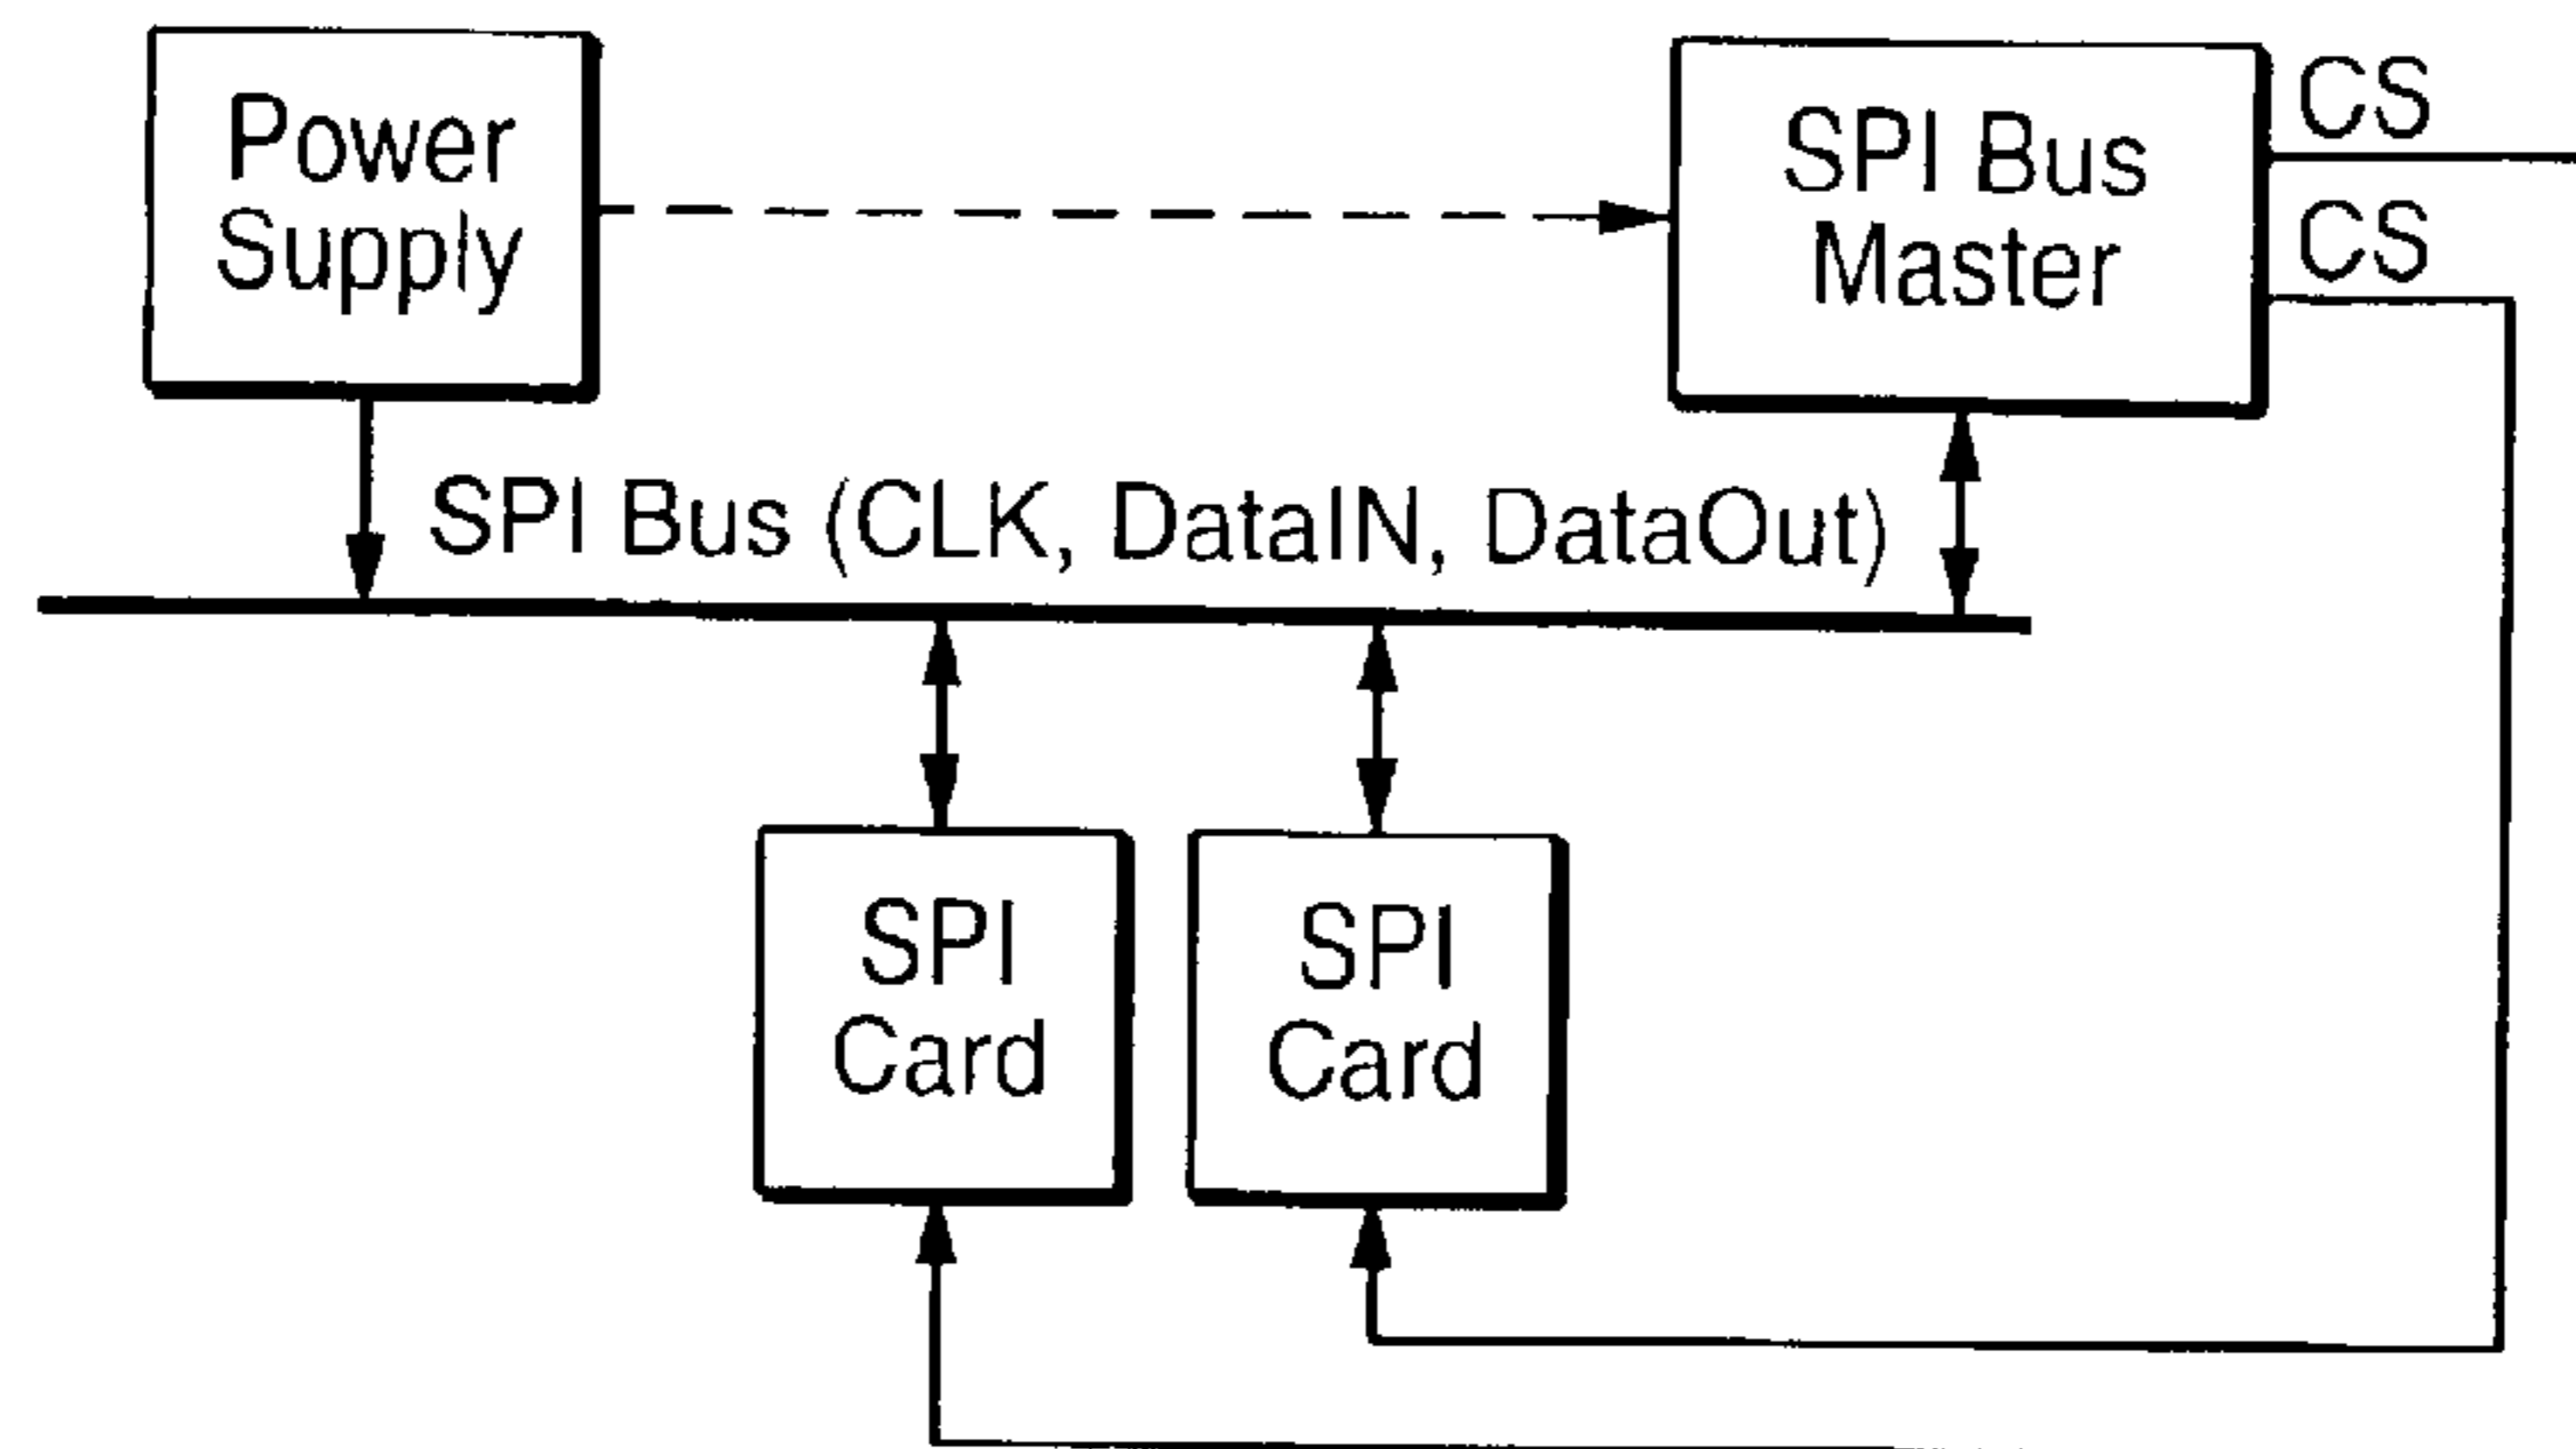 Power
Supply
SPI Bus
Master
CS
CS
SPI Bus (CLK, DataIN, DataOut)
SPI
Card
SPI
Card